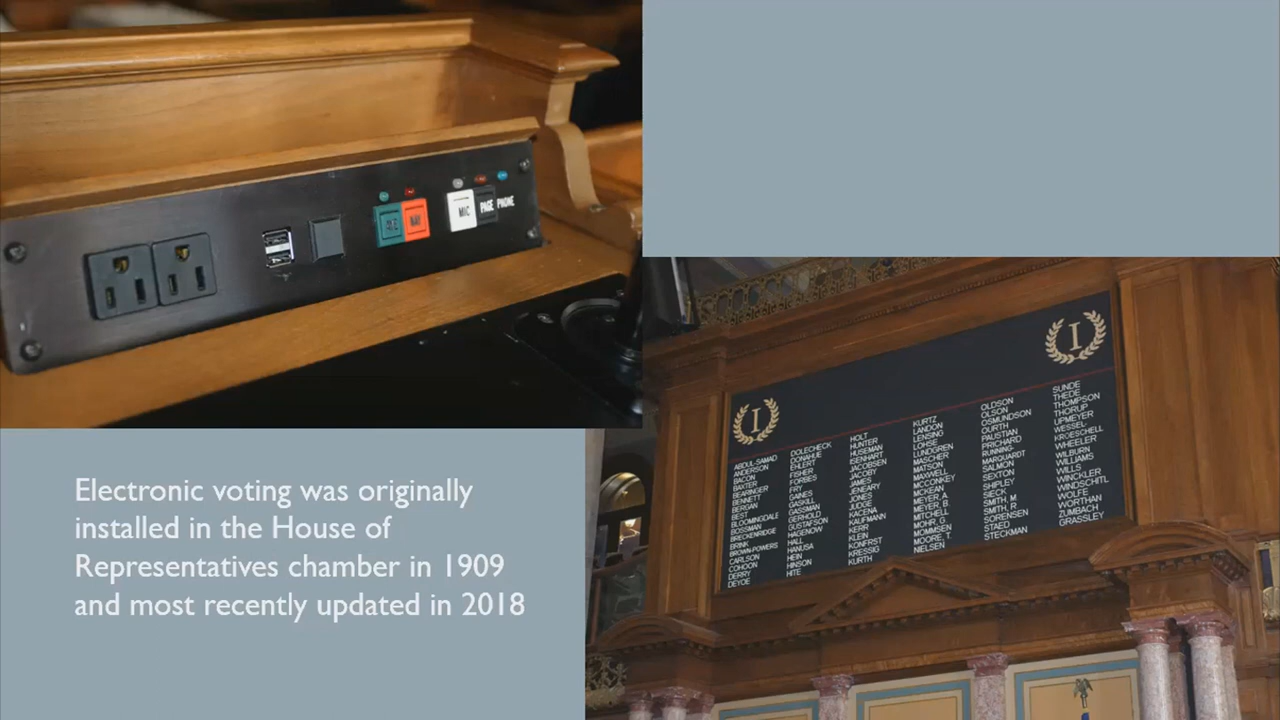 AYE
NAY
MIC
PAGE
PHONE
I
I
ABDUL-SAMAD
ANDERSON
BACON
BAXTER
BEARINGER
BENNETT
BERGAN
BEST
BLOOMINGDALE
BOSSMAN
BRECKENRIDGE
BRINK
BROWN-POWERS
CARLSON
COHOON
DERRY
DEYOE
DOLECHECK
DONAHUE
EHLERT
FISHER
FORBES
FRY
GAINES
GASKILL
GASSMAN
GERHOLD
GUSTAFSON
HAGENOW
HALL
HANUSA
HEIN
HINSON
HITE
HOLT
HUNTER
HUSEMAN
ISENHART
JACOBSEN
JACOBY
JAMES
JENEARY
JONES
JUDGE
KACENA
KAUFMANN
KERR
KLEIN
KONFRST
KRESSIG
KURTH
KURTZ
LANDON
LENSING
LOHSE
LUNDGREN
MASCHER
MATSON
MAXWELL
MCCONKEY
MCKEAN
MEYER, A.
MEYER, B.
MITCHELL
MOHR, G.
MOMMSEN
MOORE, T.
NIELSEN
OLDSON
OLSON
OSMUNDSON
OURTH
PAUSTIAN
PRICHARD
RUNNING-
MARQUARDT
SALMON
SEXTON
SHIPLEY
SIECK
SMITH, M
SMITH, R
SORENSEN
STAED
STECKMAN
SUNDE
THEDE
THOMPSON
THORUP
UPMEYER
WESSEL-
KROESCHELL
WHEELER
WILBURN
WILLIAMS
WILLS
WINCKLER
WINDSCHITL
WOLFE
WORTHAN
ZUMBACH
GRASSLEY
Electronic voting was originally
installed in the House of
Representatives chamber in 1909
and most recently updated in 2018